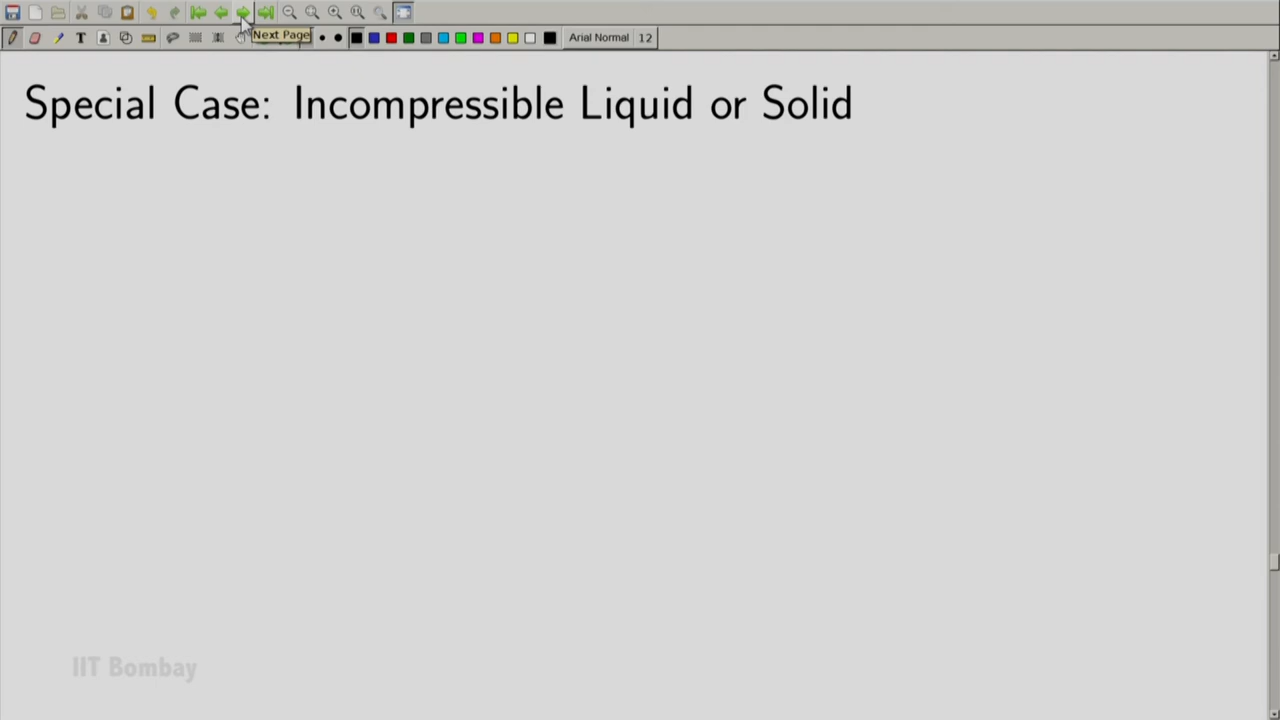 Next Page
Arial Normal 12
Special Case: Incompressible Liquid or Solid
IIT Bombay